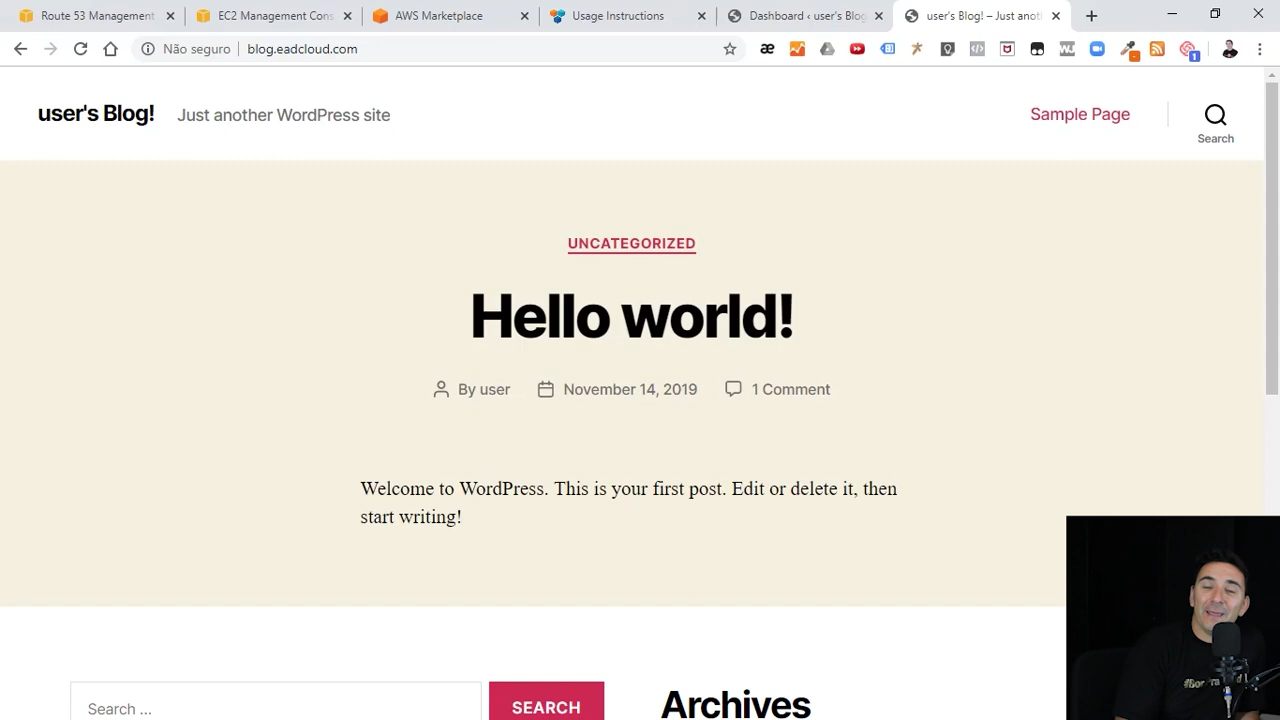 Route 53 Management
EC2 Management Cons
AWS Marketplace
Usage Instructions
Dashboard ‹ user's Blog
user's Blog! – Just anot
Não seguro
blog.eadcloud.com
user's Blog!
Just another WordPress site
Sample Page
Search
UNCATEGORIZED
Hello world!
By user
November 14, 2019
1 Comment
Welcome to WordPress. This is your first post. Edit or delete it, then
start writing!
Search …
SEARCH
Archives